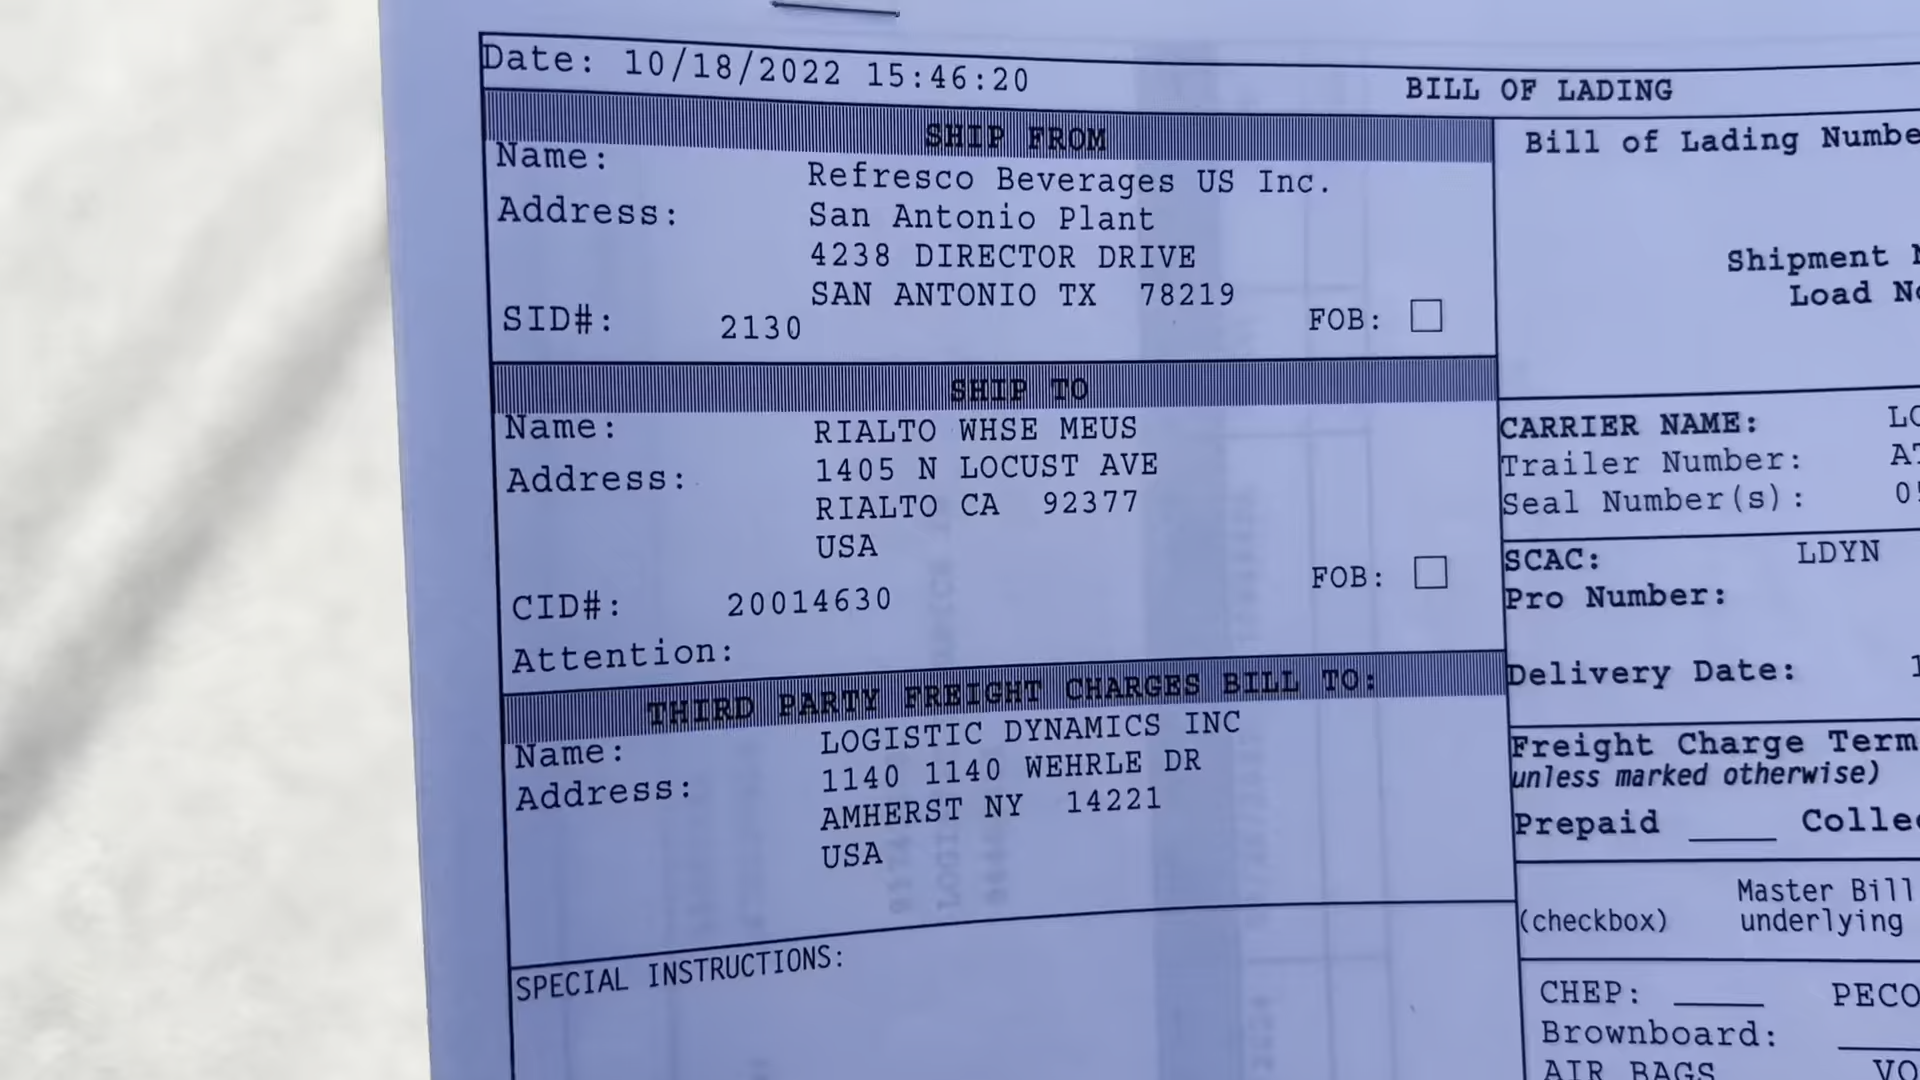 Date: 10/18/2022 15:46:20
BILL OF LADING
SHIP FROM
Name: Refresco Beverages US Inc.
Address: San Antonio Plant
4238 DIRECTOR DRIVE
SAN ANTONIO TX 78219
SID#: 2130
FOB:
SHIP TO
Name: RIALTO WHSE MEUS
Address: 1405 N LOCUST AVE
RIALTO CA 92377
USA
CID#: 20014630
FOB:
Attention:
THIRD PARTY FREIGHT CHARGES BILL TO:
Name: LOGISTIC DYNAMICS INC
Address: 1140 1140 WEHRLE DR
AMHERST NY 14221
USA
SPECIAL INSTRUCTIONS:
Bill of Lading
Shipment
Load
CARRIER NAME:
Trailer Number:
Seal Number(s):
SCAC: LDYN
Pro Number:
Delivery Date:
Freight Charge
unless marked otherwise)
Prepaid
Master Bill
(checkbox) underlying
CHEP: PECO
Brownboard:
AIR BAGS